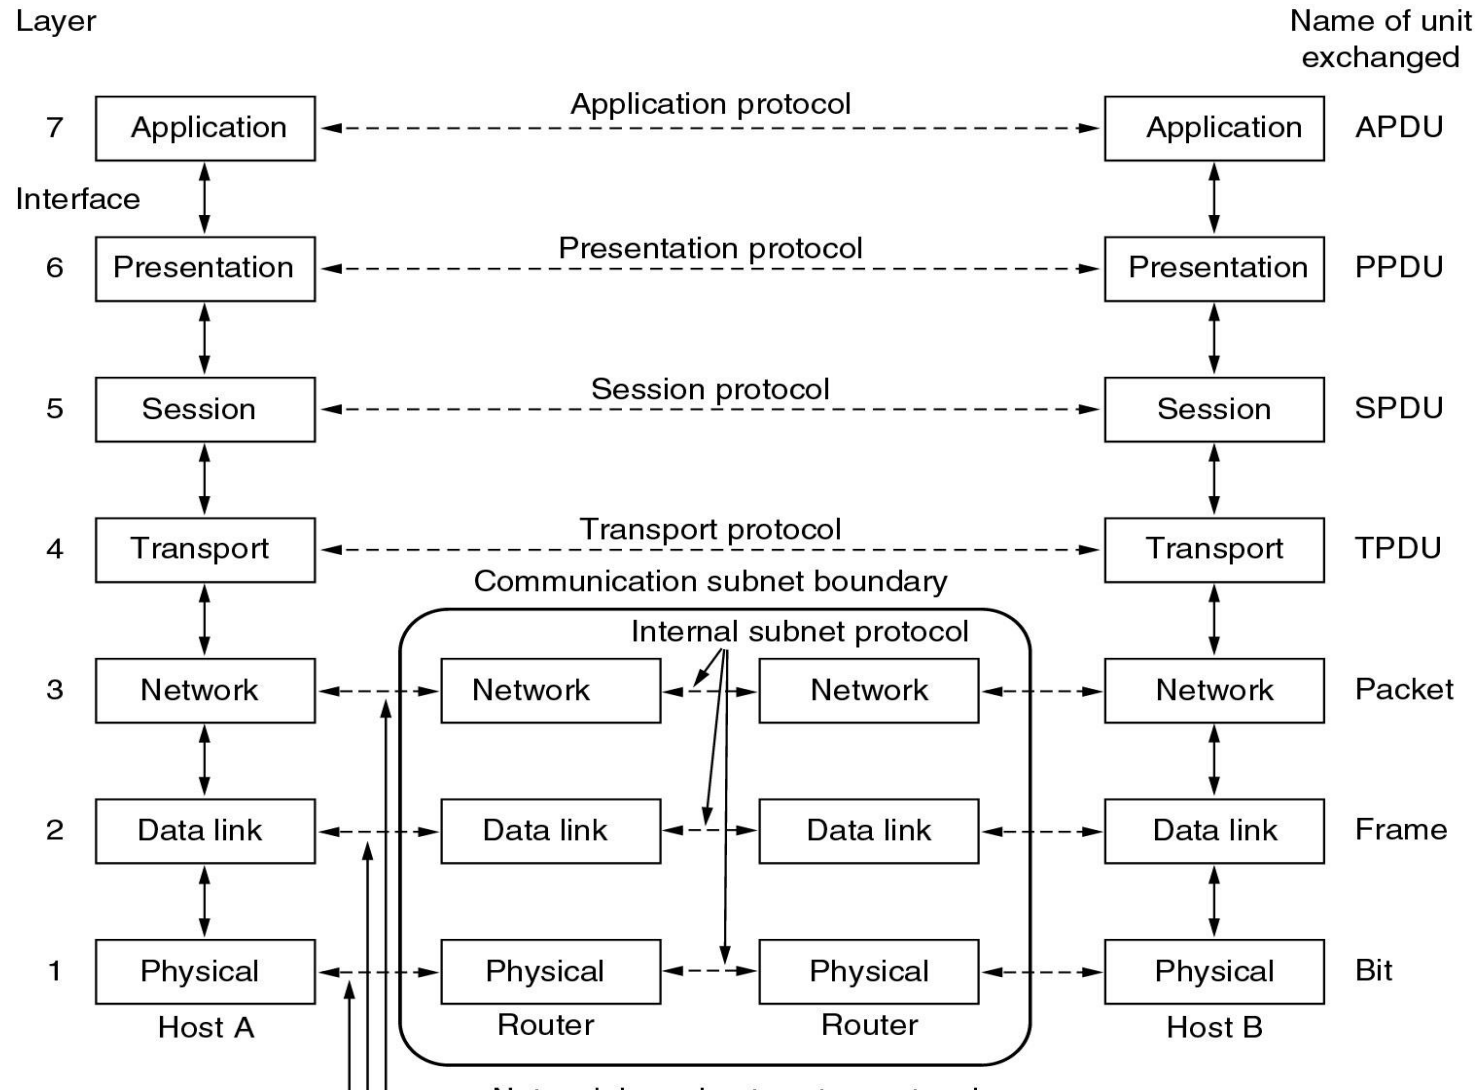 Layer
Name of unit
exchanged
7
Application
Application protocol
Application
APDU
Interface
6
Presentation
Presentation protocol
Presentation
PPDU
5
Session
Session protocol
Session
SPDU
4
Transport
Transport protocol
Transport
TPDU
Communication subnet boundary
Internal subnet protocol
3
Network
Network
Network
Network
Packet
2
Data link
Data link
Data link
Data link
Frame
1
Physical
Physical
Physical
Physical
Bit
Host A
Router
Router
Host B